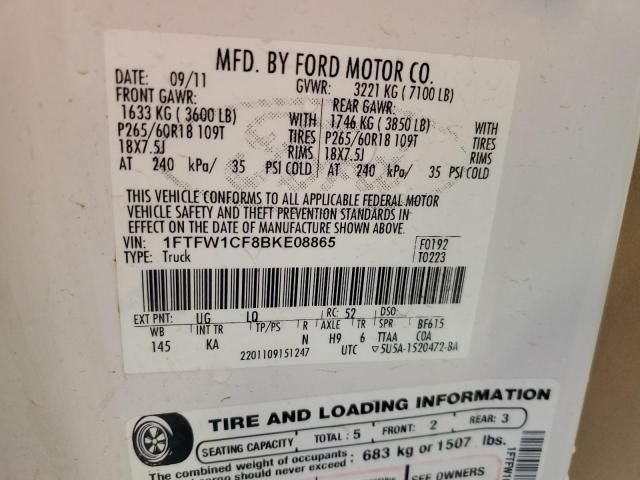 MFD. BY FORD MOTOR CO.
DATE: 09/11 GVWR: 3221 KG ( 7100 LB)
FRONT GAWR: REAR GAWR:
1633 KG ( 3600 LB) WITH 1746 KG ( 3850 LB) WITH
P265/60R18 109T TIRES P265/60R18 109T TIRES
18X7.5J RIMS 18X7.5J RIMS
AT 240 kPa/ 35 PSI COLD AT 240 kPa/ 35 PSI COLD
THIS VEHICLE CONFORMS TO ALL APPLICABLE FEDERAL MOTOR
VEHICLE SAFETY AND THEFT PREVENTION STANDARDS IN
EFFECT ON THE DATE OF MANUFACTURE SHOWN ABOVE.
VIN: 1FTFW1CF8BKE08865 F0192
TYPE: Truck T0223
EXT PNT: UG LQ RC: 52 DSO:
WB INT TR TP/PS R AXLE TR SPR BF615
145 KA N H9 6 TTAA COA
2201109151247 UTC ▽5U5A-1520472-BA
TIRE AND LOADING INFORMATION
SEATING CAPACITY TOTAL: 5 FRONT: 2 REAR: 3
The combined weight of occupants
and cargo should never exceed : 683 kg or 1507 lbs.
SEE OWNERS